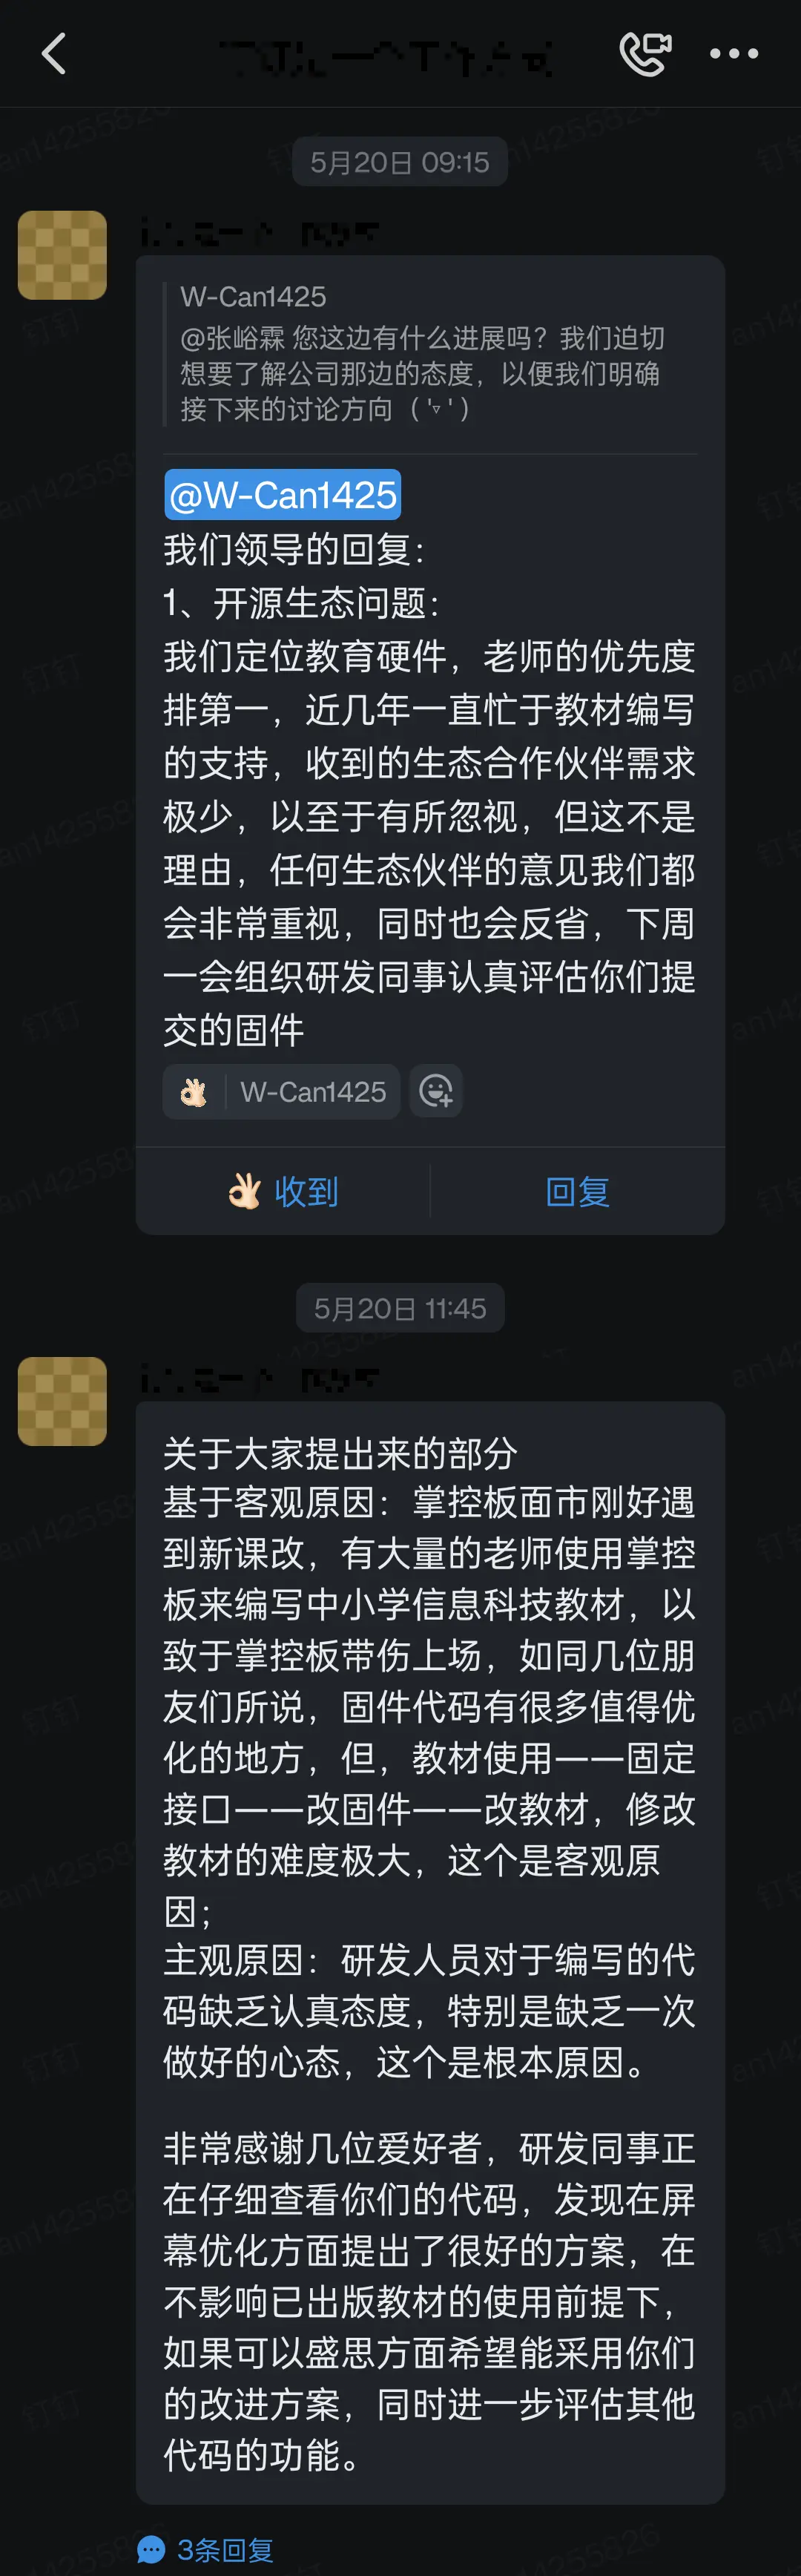 5月20日 09:15
W-Can1425
@张峪霖 您这边有什么进展吗？我们迫切
想要了解公司那边的态度，以便我们明确
接下来的讨论方向（ '▿ ' ）
@W-Can1425
我们领导的回复：
1、开源生态问题：
我们定位教育硬件，老师的优先度
排第一，近几年一直忙于教材编写
的支持，收到的生态合作伙伴需求
极少，以至于有所忽视，但这不是
理由，任何生态伙伴的意见我们都
会非常重视，同时也会反省，下周
一会组织研发同事认真评估你们提
交的固件
👌🏻 W-Can1425
👌🏻 收到
回复
5月20日 11:45
关于大家提出来的部分
基于客观原因：掌控板面市刚好遇
到新课改，有大量的老师使用掌控
板来编写中小学信息科技教材，以
致于掌控板带伤上场，如同几位朋
友们所说，固件代码有很多值得优
化的地方，但，教材使用——固定
接口——改固件——改教材，修改
教材的难度极大，这个是客观原
因；
主观原因：研发人员对于编写的代
码缺乏认真态度，特别是缺乏一次
做好的心态，这个是根本原因。
非常感谢几位爱好者，研发同事正
在仔细查看你们的代码，发现在屏
幕优化方面提出了很好的方案，在
不影响已出版教材的使用前提下，
如果可以盛思方面希望能采用你们
的改进方案，同时进一步评估其他
代码的功能。
3条回复